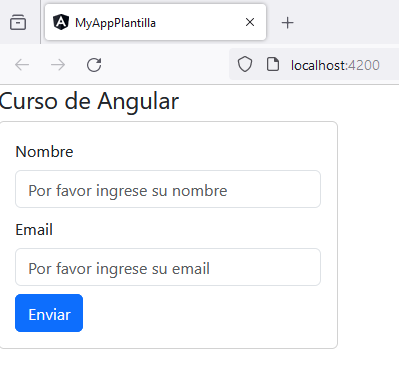 MyAppPlantilla
localhost:4200
Curso de Angular
Nombre
Por favor ingrese su nombre
Email
Por favor ingrese su email
Enviar